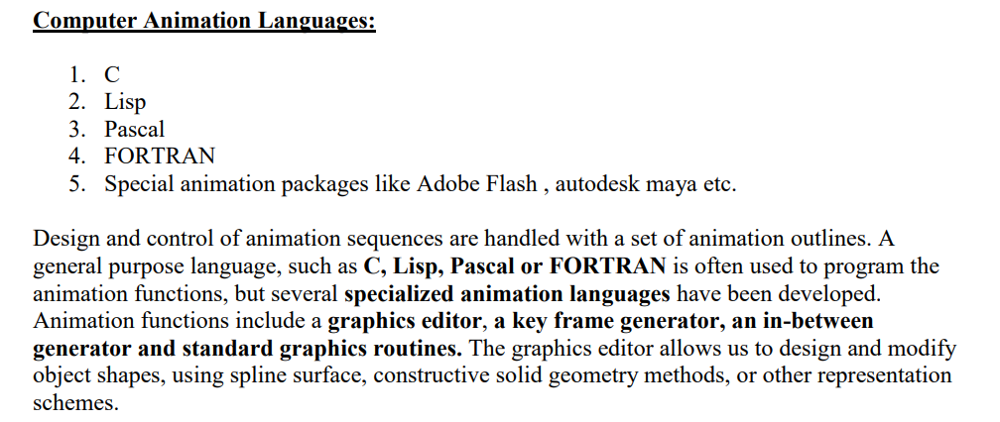 Computer Animation Languages:
1. C
2. Lisp
3. Pascal
4. FORTRAN
5. Special animation packages like Adobe Flash , autodesk maya etc.
Design and control of animation sequences are handled with a set of animation outlines. A
general purpose language, such as C, Lisp, Pascal or FORTRAN is often used to program the
animation functions, but several specialized animation languages have been developed.
Animation functions include a graphics editor, a key frame generator, an in-between
generator and standard graphics routines. The graphics editor allows us to design and modify
object shapes, using spline surface, constructive solid geometry methods, or other representation
schemes.